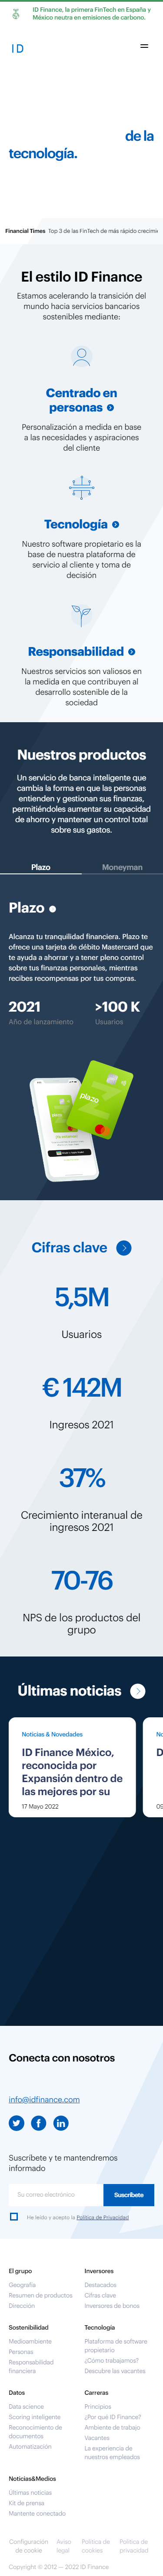 ID Finance, la primera FinTech en España y
México neutra en emisiones de carbono.
ID
de la
tecnología.
Financial Times Top 3 de las FinTech de más rápido crecimie
El estilo ID Finance
Estamos acelerando la transición del
mundo hacia servicios bancarios
sostenibles mediante:
Centrado en
personas
Personalización a medida en base
a las necesidades y aspiraciones
del cliente
Tecnología
Nuestro software propietario es la
base de nuestra plataforma de
servicio al cliente y toma de
decisión
Responsabilidad
Nuestros servicios son valiosos en
la medida en que contribuyen al
desarrollo sostenible de la
sociedad
Nuestros productos
Un servicio de banca inteligente que
cambia la forma en que las personas
entienden y gestionan sus finanzas,
permitiéndoles aumentar su capacidad
de ahorro y mantener un control total
sobre sus gastos.
Plazo
Moneyman
Plazo
Alcanza tu tranquilidad financiera. Plazo te
ofrece una tarjeta de débito Mastercard que
te ayuda a ahorrar y a tener pleno control
sobre tus finanzas personales, mientras
recibes recompensas por tus compras.
2021
>100 K
Año de lanzamiento
Usuarios
plazo
plazo
Cifras clave
5,5M
Usuarios
€ 142M
Ingresos 2021
37%
Crecimiento interanual de
ingresos 2021
70-76
NPS de los productos del
grupo
Últimas noticias
Noticias & Novedades
ID Finance México,
reconocida por
Expansión dentro de
las mejores por su
17 Mayo 2022
No
D
09
Conecta con nosotros
info@idfinance.com
Suscríbete y te mantendremos
informado
Su correo electrónico
Suscríbete
He leído y acepto la Política de Privacidad
El grupo
Geografía
Resumen de productos
Dirección
Inversores
Destacados
Cifras clave
Inversores de bonos
Sostenibilidad
Medioambiente
Personas
Responsabilidad
financiera
Tecnología
Plataforma de software
propietario
¿Cómo trabajamos?
Descubre las vacantes
Datos
Data science
Scoring inteligente
Reconocimiento de
documentos
Automatización
Carreras
Principios
¿Por qué ID Finance?
Ambiente de trabajo
Vacantes
La experiencia de
nuestros empleados
Noticias&Medios
Últimas noticias
Kit de prensa
Mantente conectado
Configuración
de cookie
Aviso
legal
Política de
cookies
Política de
privacidad
Copyright © 2012 — 2022 ID Finance